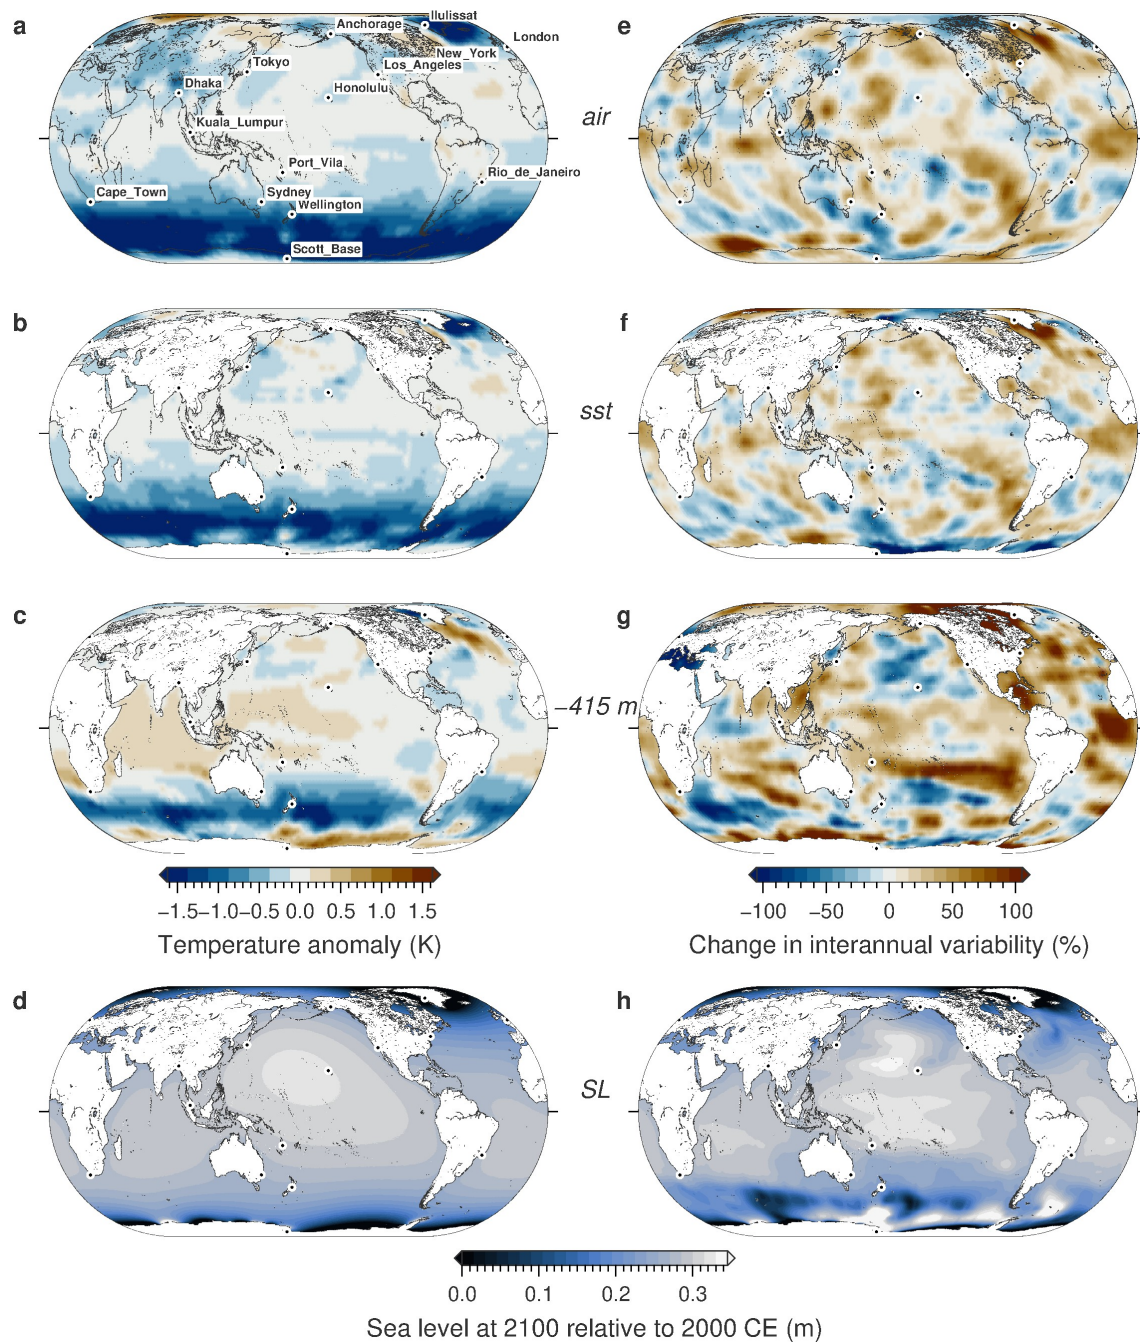 a
Ilulissat
Anchorage
London
New_York
Tokyo
Los_Angeles
Dhaka
Honolulu
Kuala_Lumpur
Port_Vila
Rio_de_Janeiro
Cape_Town
Sydney
Wellington
Scott_Base
e
air
b
f
sst
c
g
−415 m
−1.5 −1.0 −0.5 0.0 0.5 1.0 1.5
Temperature anomaly (K)
−100 −50 0 50 100
Change in interannual variability (%)
d
h
SL
0.0 0.1 0.2 0.3
Sea level at 2100 relative to 2000 CE (m)